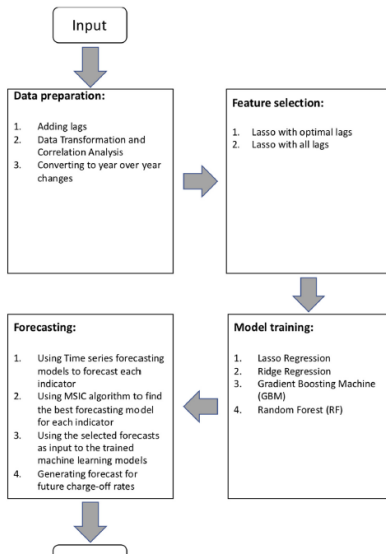 Input
Data preparation:
1. Adding lags
2. Data Transformation and
Correlation Analysis
3. Converting to year over year
changes
Feature selection:
1. Lasso with optimal lags
2. Lasso with all lags
Model training:
1. Lasso Regression
2. Ridge Regression
3. Gradient Boosting Machine
(GBM)
4. Random Forest (RF)
Forecasting:
1. Using Time series forecasting
models to forecast each
indicator
2. Using MSIC algorithm to find
the best forecasting model
for each indicator
3. Using the selected forecasts
as input to the trained
machine learning models
4. Generating forecast for
future charge-off rates